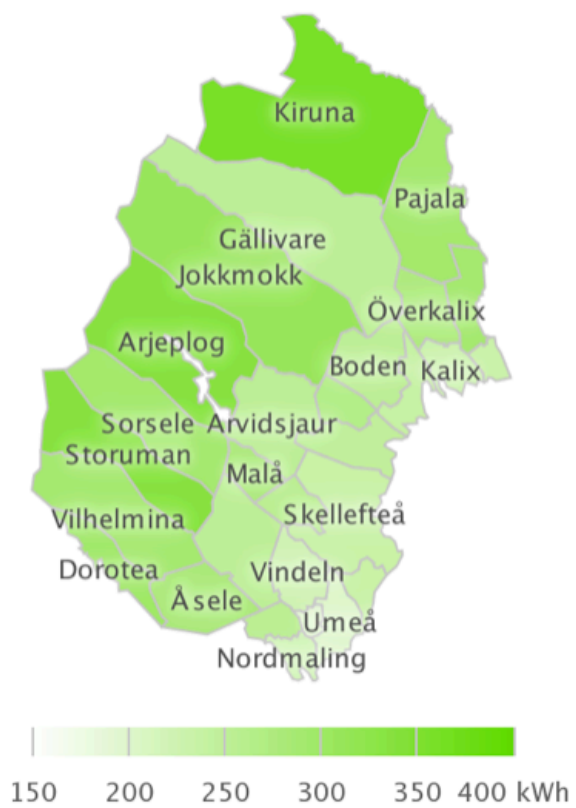 Kiruna
Pajala
Gällivare
Jokkmokk
Överkalix
Arjeplog
Boden
Kalix
Sorsele
Arvidsjaur
Storuman
Malå
Skellefteå
Vilhelmina
Dorotea
Vindeln
Åsele
Umeå
Nordmaling
150 200 250 300 350 400 kWh